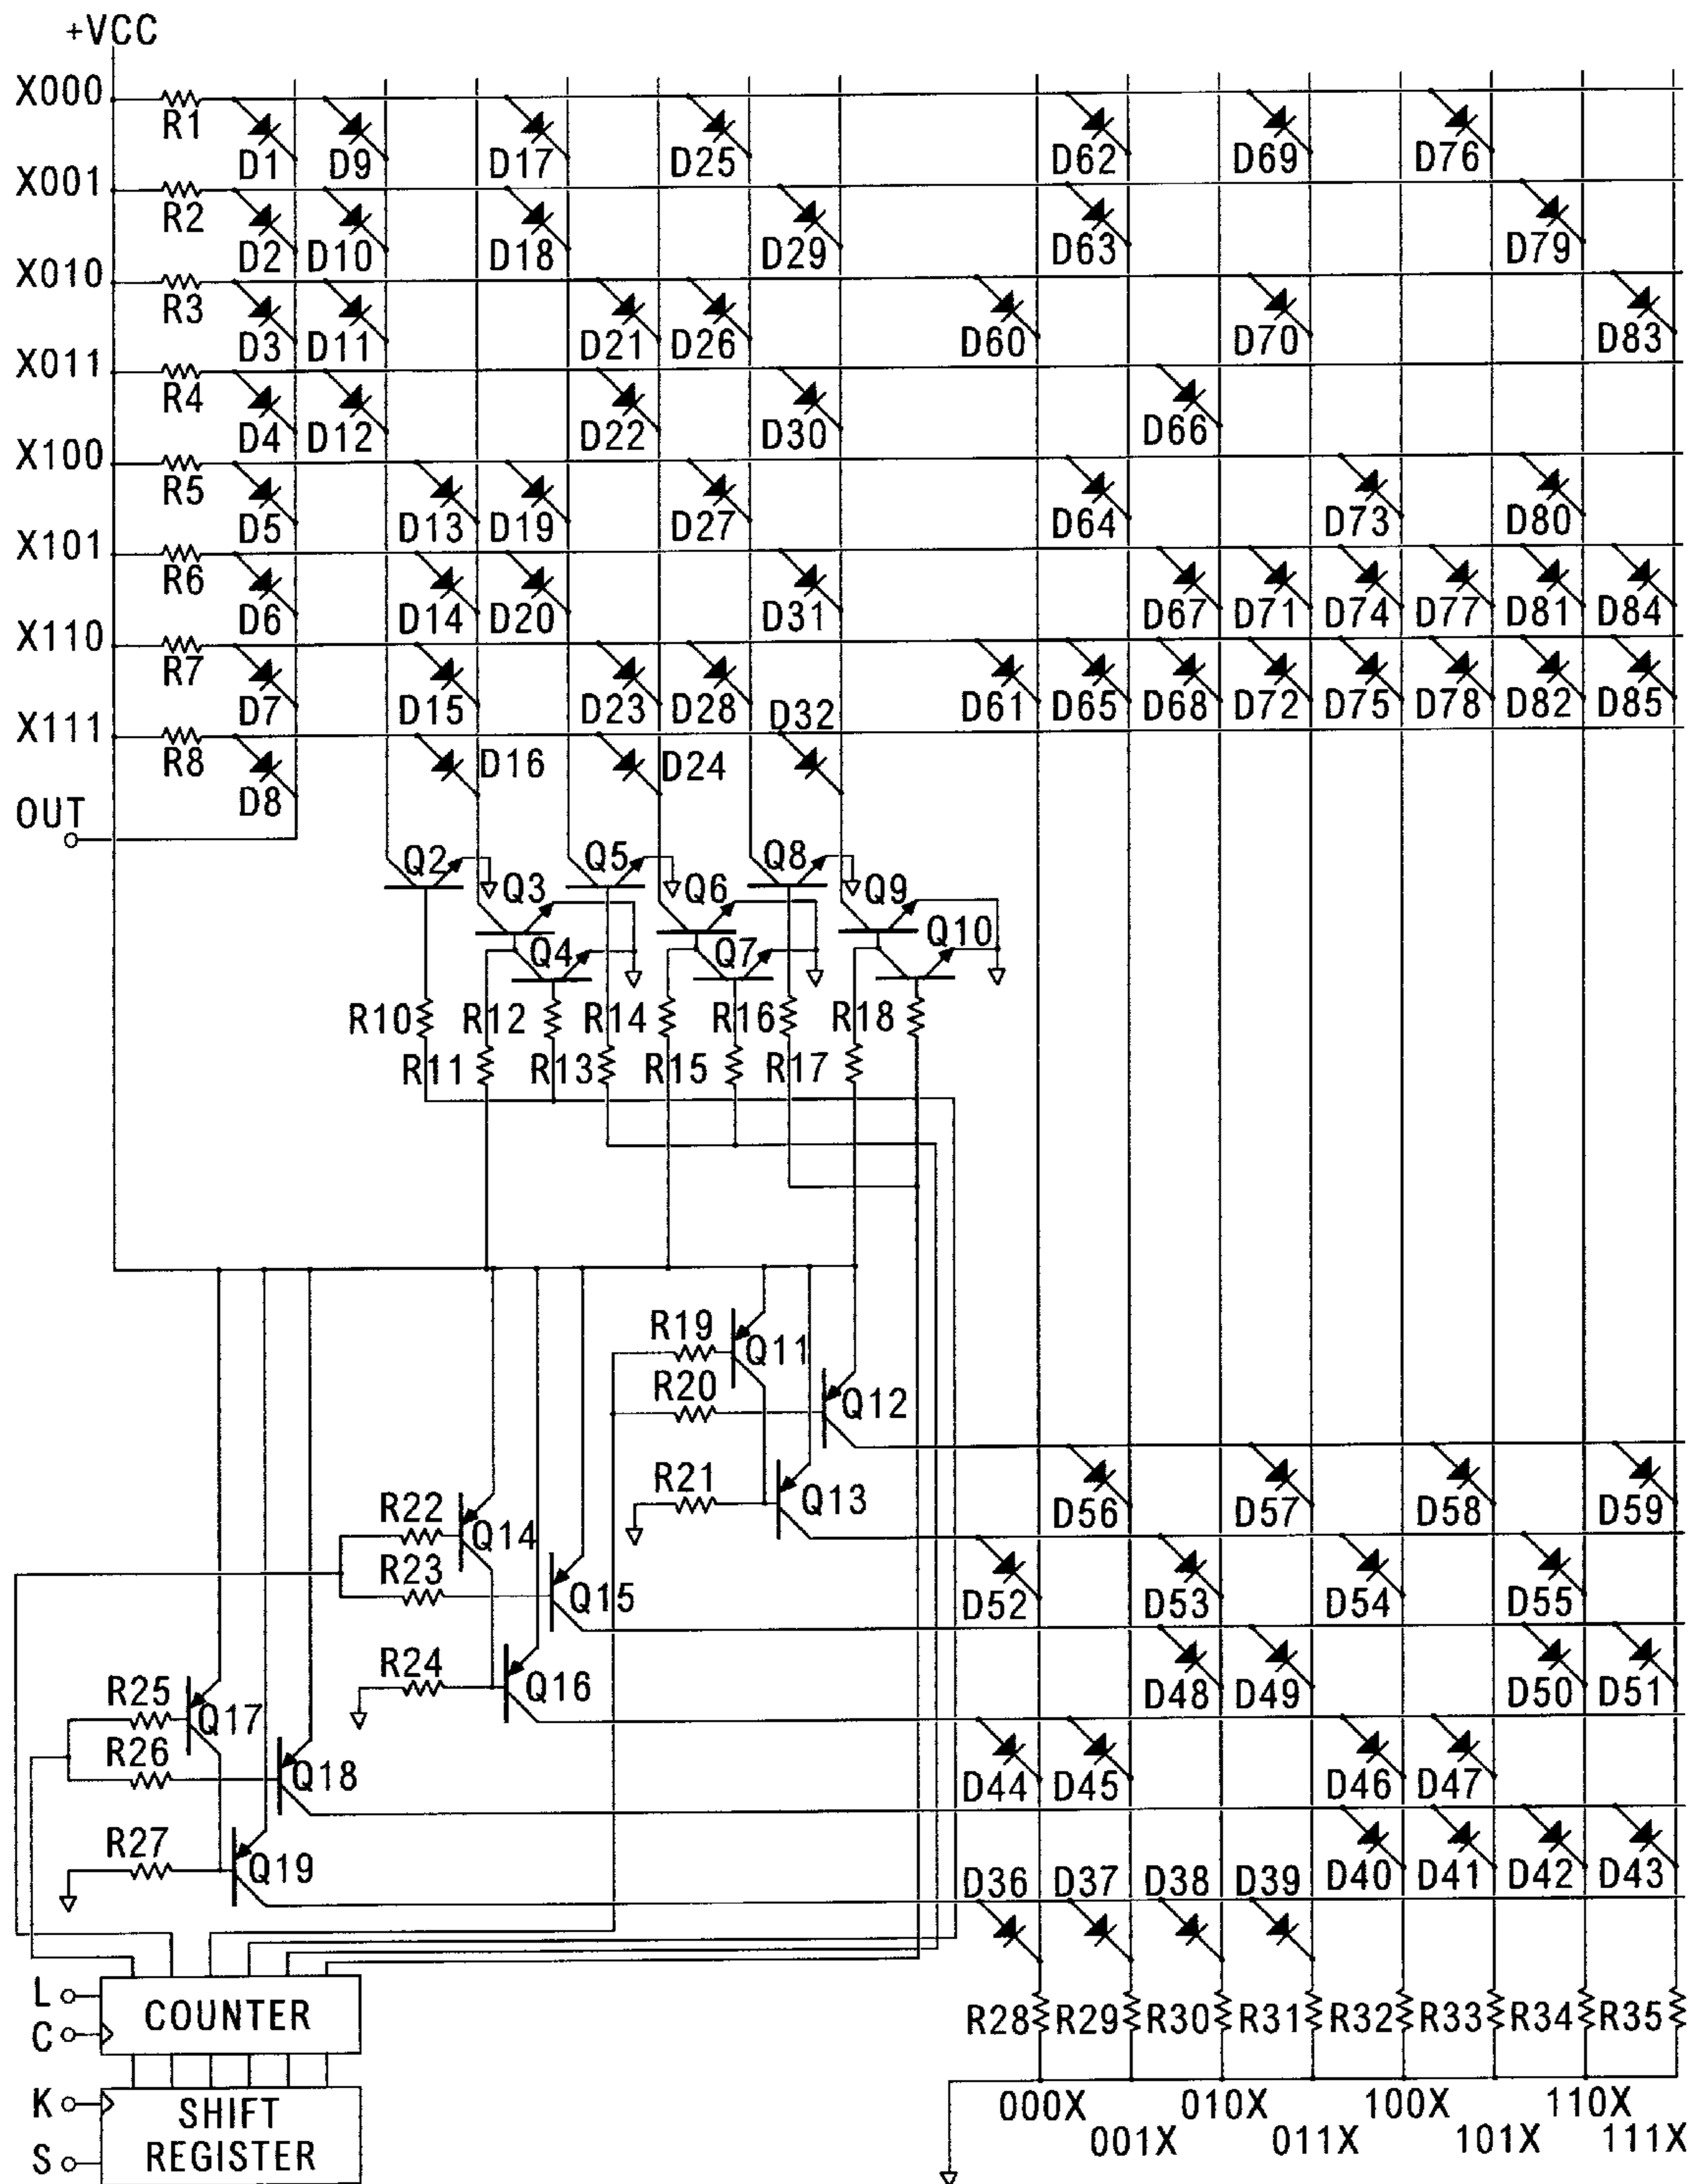 +VCC
X000
R1
D1 D9 D17 D25 D62 D69 D76
X001
R2
D2 D10 D18 D29 D63 D79
X010
R3
D3 D11 D21 D26 D60 D70 D83
X011
R4
D4 D12 D22 D30 D66
X100
R5
D5 D13 D19 D27 D64 D73 D80
X101
R6
D6 D14 D20 D31 D67 D71 D74 D77 D81 D84
X110
R7
D7 D15 D23 D28 D32 D61 D65 D68 D72 D75 D78 D82 D85
X111
R8
D8 D16 D24
OUT
Q2 Q5 Q8
Q3 Q6 Q9
Q4 Q7 Q10
R10 R12 R14 R16 R18
R11 R13 R15 R17
R19 Q11
R20 Q12
R21 Q13 D56 D57 D58 D59
R22 Q14
R23 Q15 D52 D53 D54 D55
R24 Q16 D48 D49 D50 D51
R25 Q17
R26 Q18 D44 D45 D46 D47
R27 Q19 D40 D41 D42 D43
D36 D37 D38 D39
L COUNTER
C
R28 R29 R30 R31 R32 R33 R34 R35
K SHIFT
S REGISTER
000X 010X 100X 110X
001X 011X 101X 111X